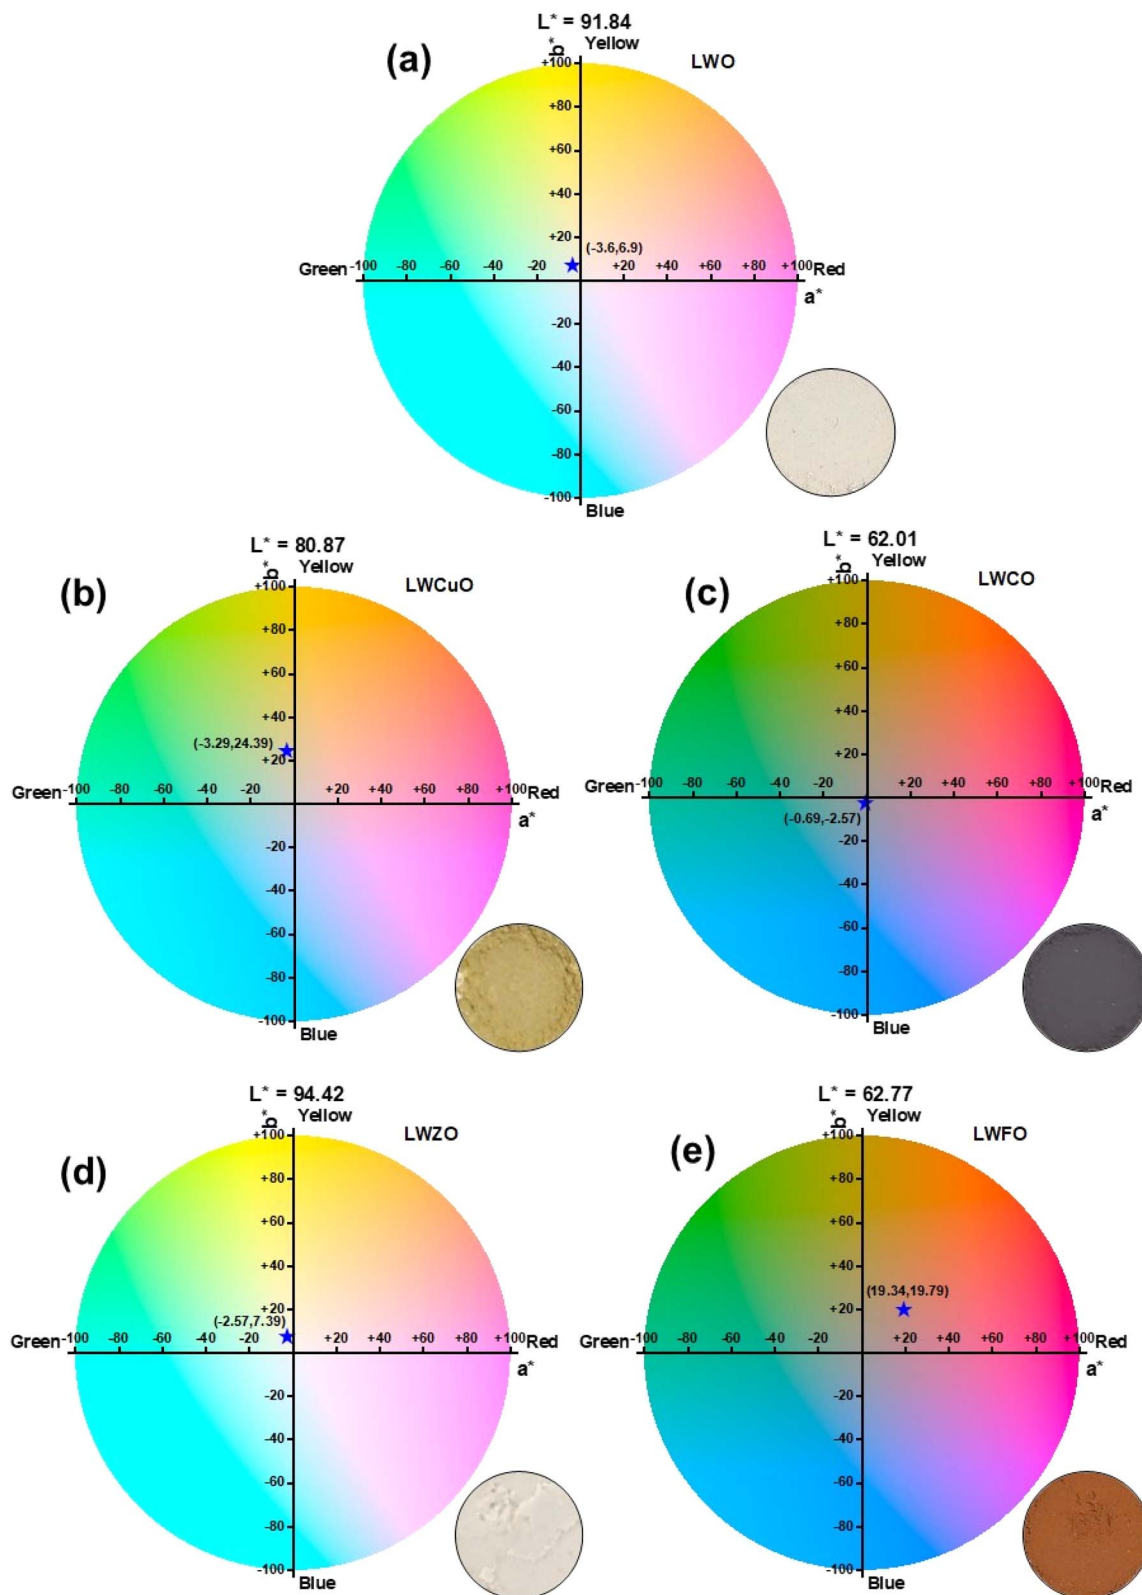 L* = 91.84
(a)
b*
Yellow
LWO
+100
+80
+60
+40
+20
(-3.6,6.9)
Green
-100
-80
-60
-40
-20
+20
+40
+60
+80
+100
Red
a*
-20
-40
-60
-80
-100
Blue
L* = 80.87
(b)
b*
Yellow
LWCuO
+100
+80
+60
+40
(-3.29,24.39)
+20
Green
-100
-80
-60
-40
-20
+20
+40
+60
+80
+100
Red
a*
-20
-40
-60
-80
-100
Blue
L* = 62.01
(c)
b*
Yellow
LWCO
+100
+80
+60
+40
+20
Green
-100
-80
-60
-40
-20
+20
+40
+60
+80
+100
Red
a*
(-0.69,-2.57)
-20
-40
-60
-80
-100
Blue
L* = 94.42
(d)
b*
Yellow
LWZO
+100
+80
+60
+40
+20
(-2.57,7.39)
Green
-100
-80
-60
-40
-20
+20
+40
+60
+80
+100
Red
a*
-20
-40
-60
-80
-100
Blue
L* = 62.77
(e)
b*
Yellow
LWFO
+100
+80
+60
+40
(19.34,19.79)
+20
Green
-100
-80
-60
-40
-20
+20
+40
+60
+80
+100
Red
a*
-20
-40
-60
-80
-100
Blue